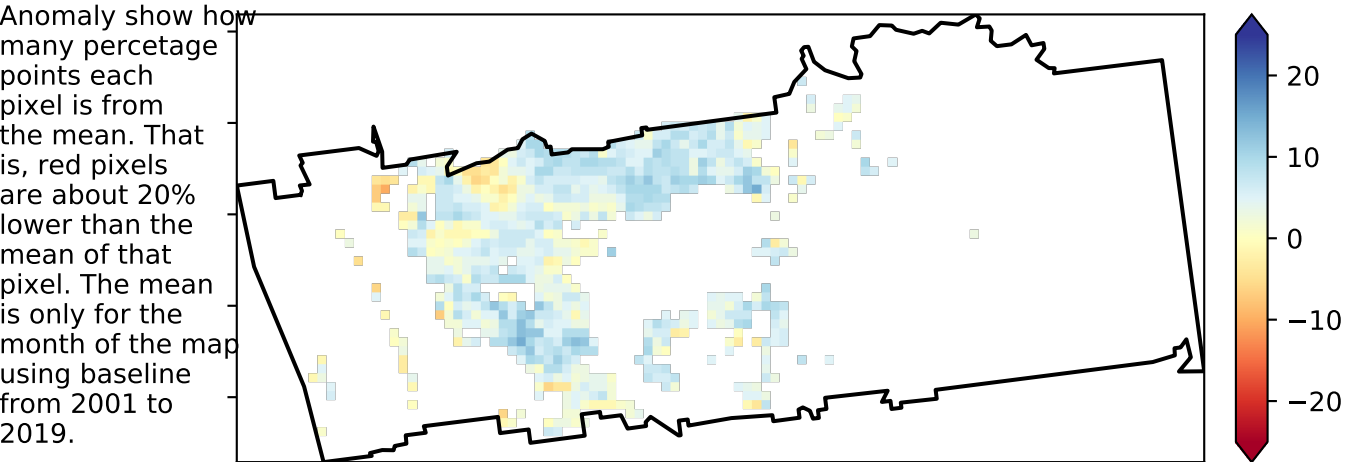 Anomaly show how
many percetage
points each
pixel is from
the mean. That
is, red pixels
are about 20%
lower than the
mean of that
pixel. The mean
is only for the
month of the map
using baseline
from 2001 to
2019.
20
10
0
−10
−20